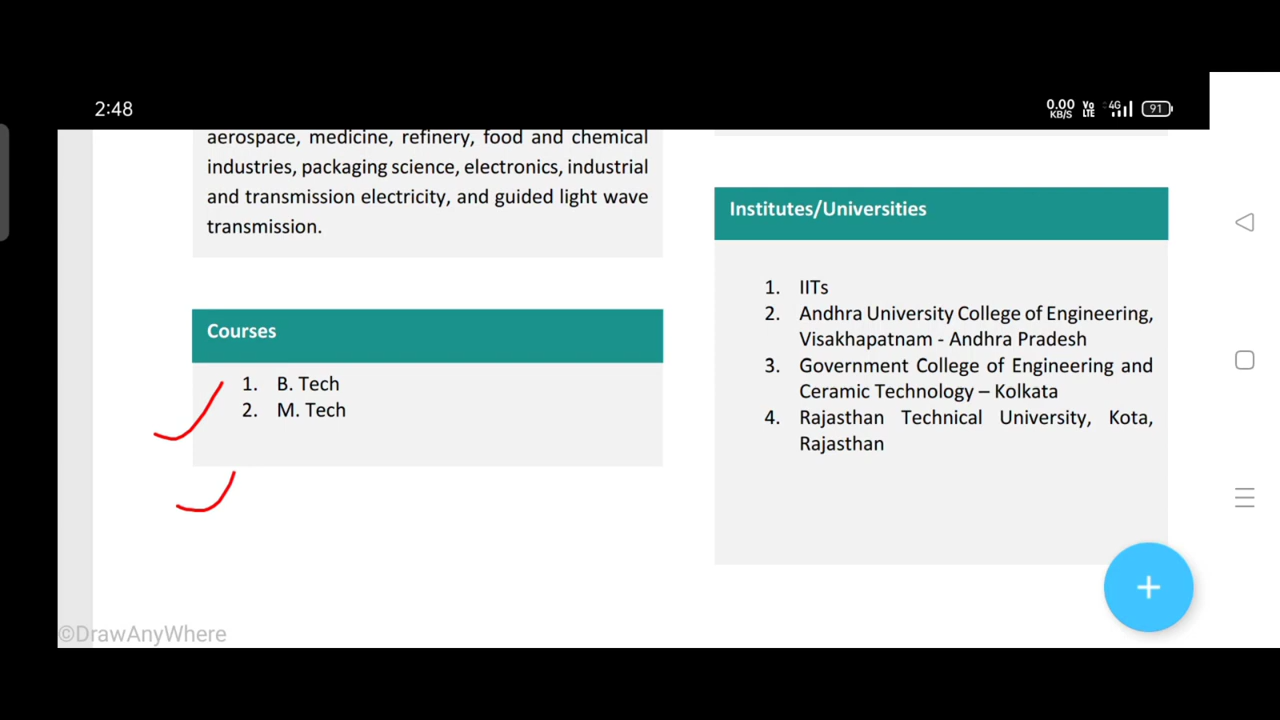 2:48
0.00 KB/S Vo LTE 4G 91
aerospace, medicine, refinery, food and chemical
industries, packaging science, electronics, industrial
and transmission electricity, and guided light wave
transmission.
Courses
1. B. Tech
2. M. Tech
Institutes/Universities
1. IITs
2. Andhra University College of Engineering,
Visakhapatnam - Andhra Pradesh
3. Government College of Engineering and
Ceramic Technology – Kolkata
4. Rajasthan Technical University, Kota,
Rajasthan
©DrawAnyWhere